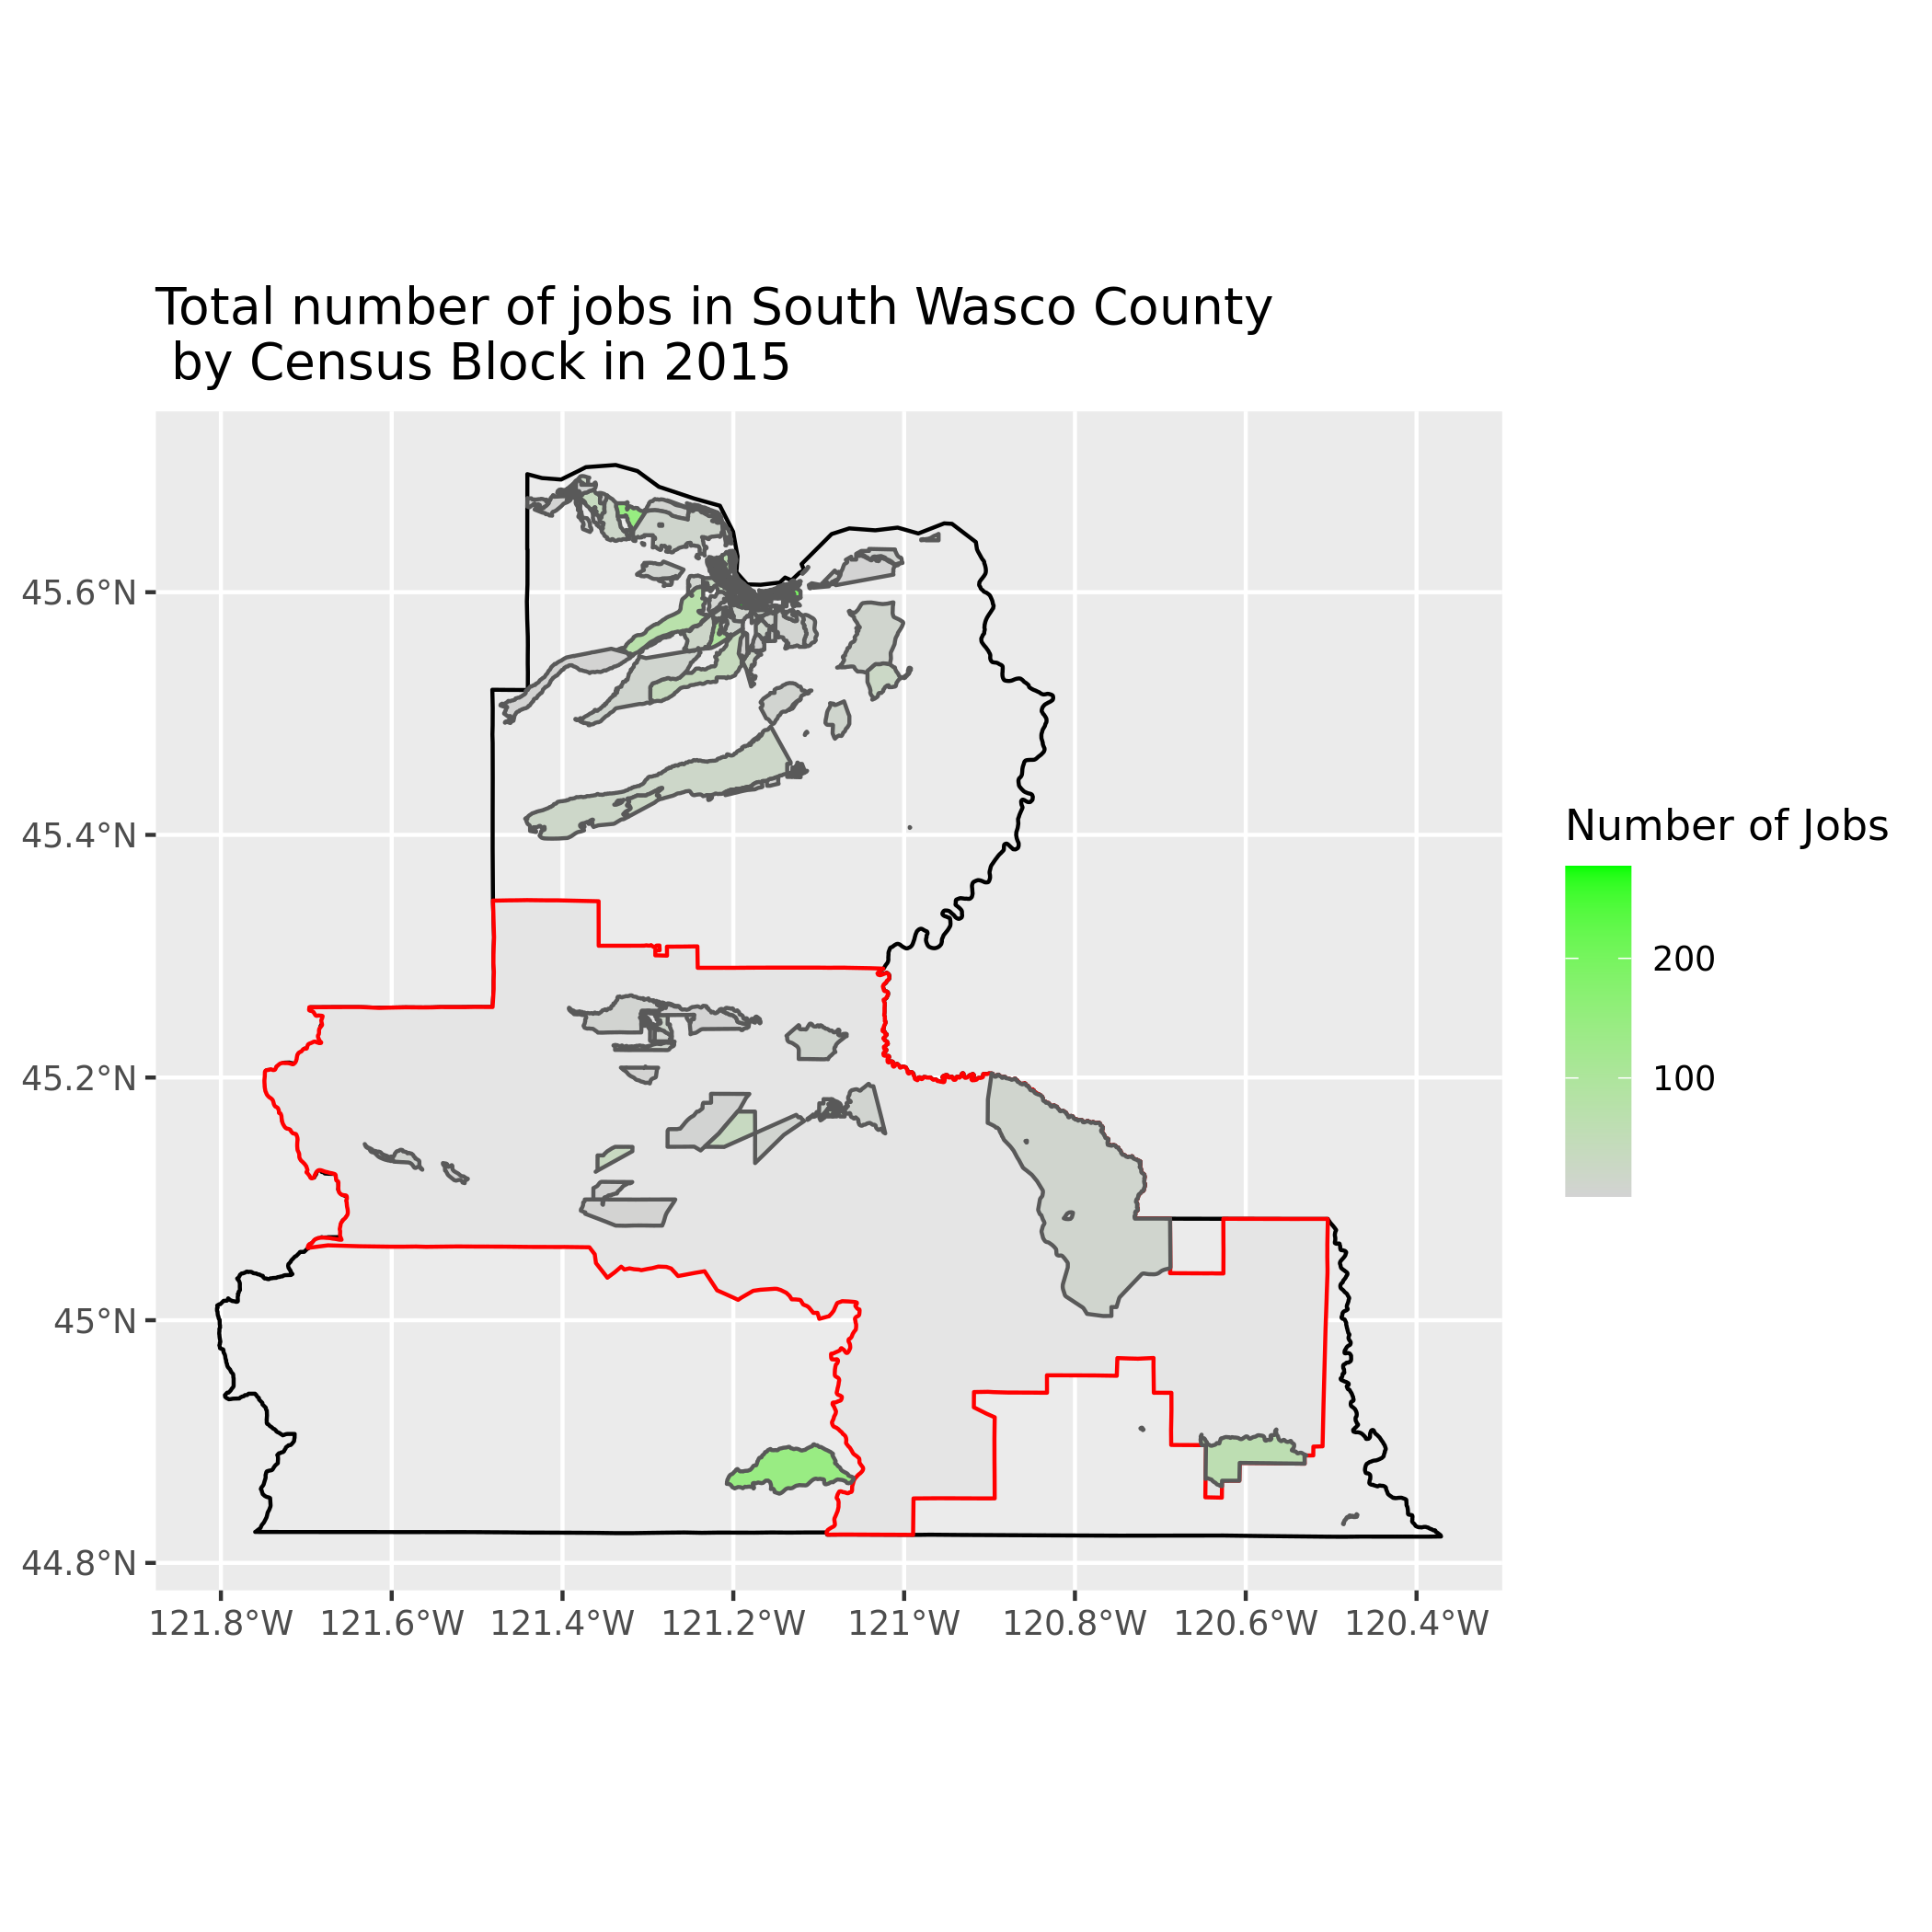 Total number of jobs in South Wasco County
by Census Block in 2015
45.6°N
45.4°N
45.2°N
45°N
44.8°N
121.8°W 121.6°W 121.4°W 121.2°W 121°W 120.8°W 120.6°W 120.4°W
Number of Jobs
200
100